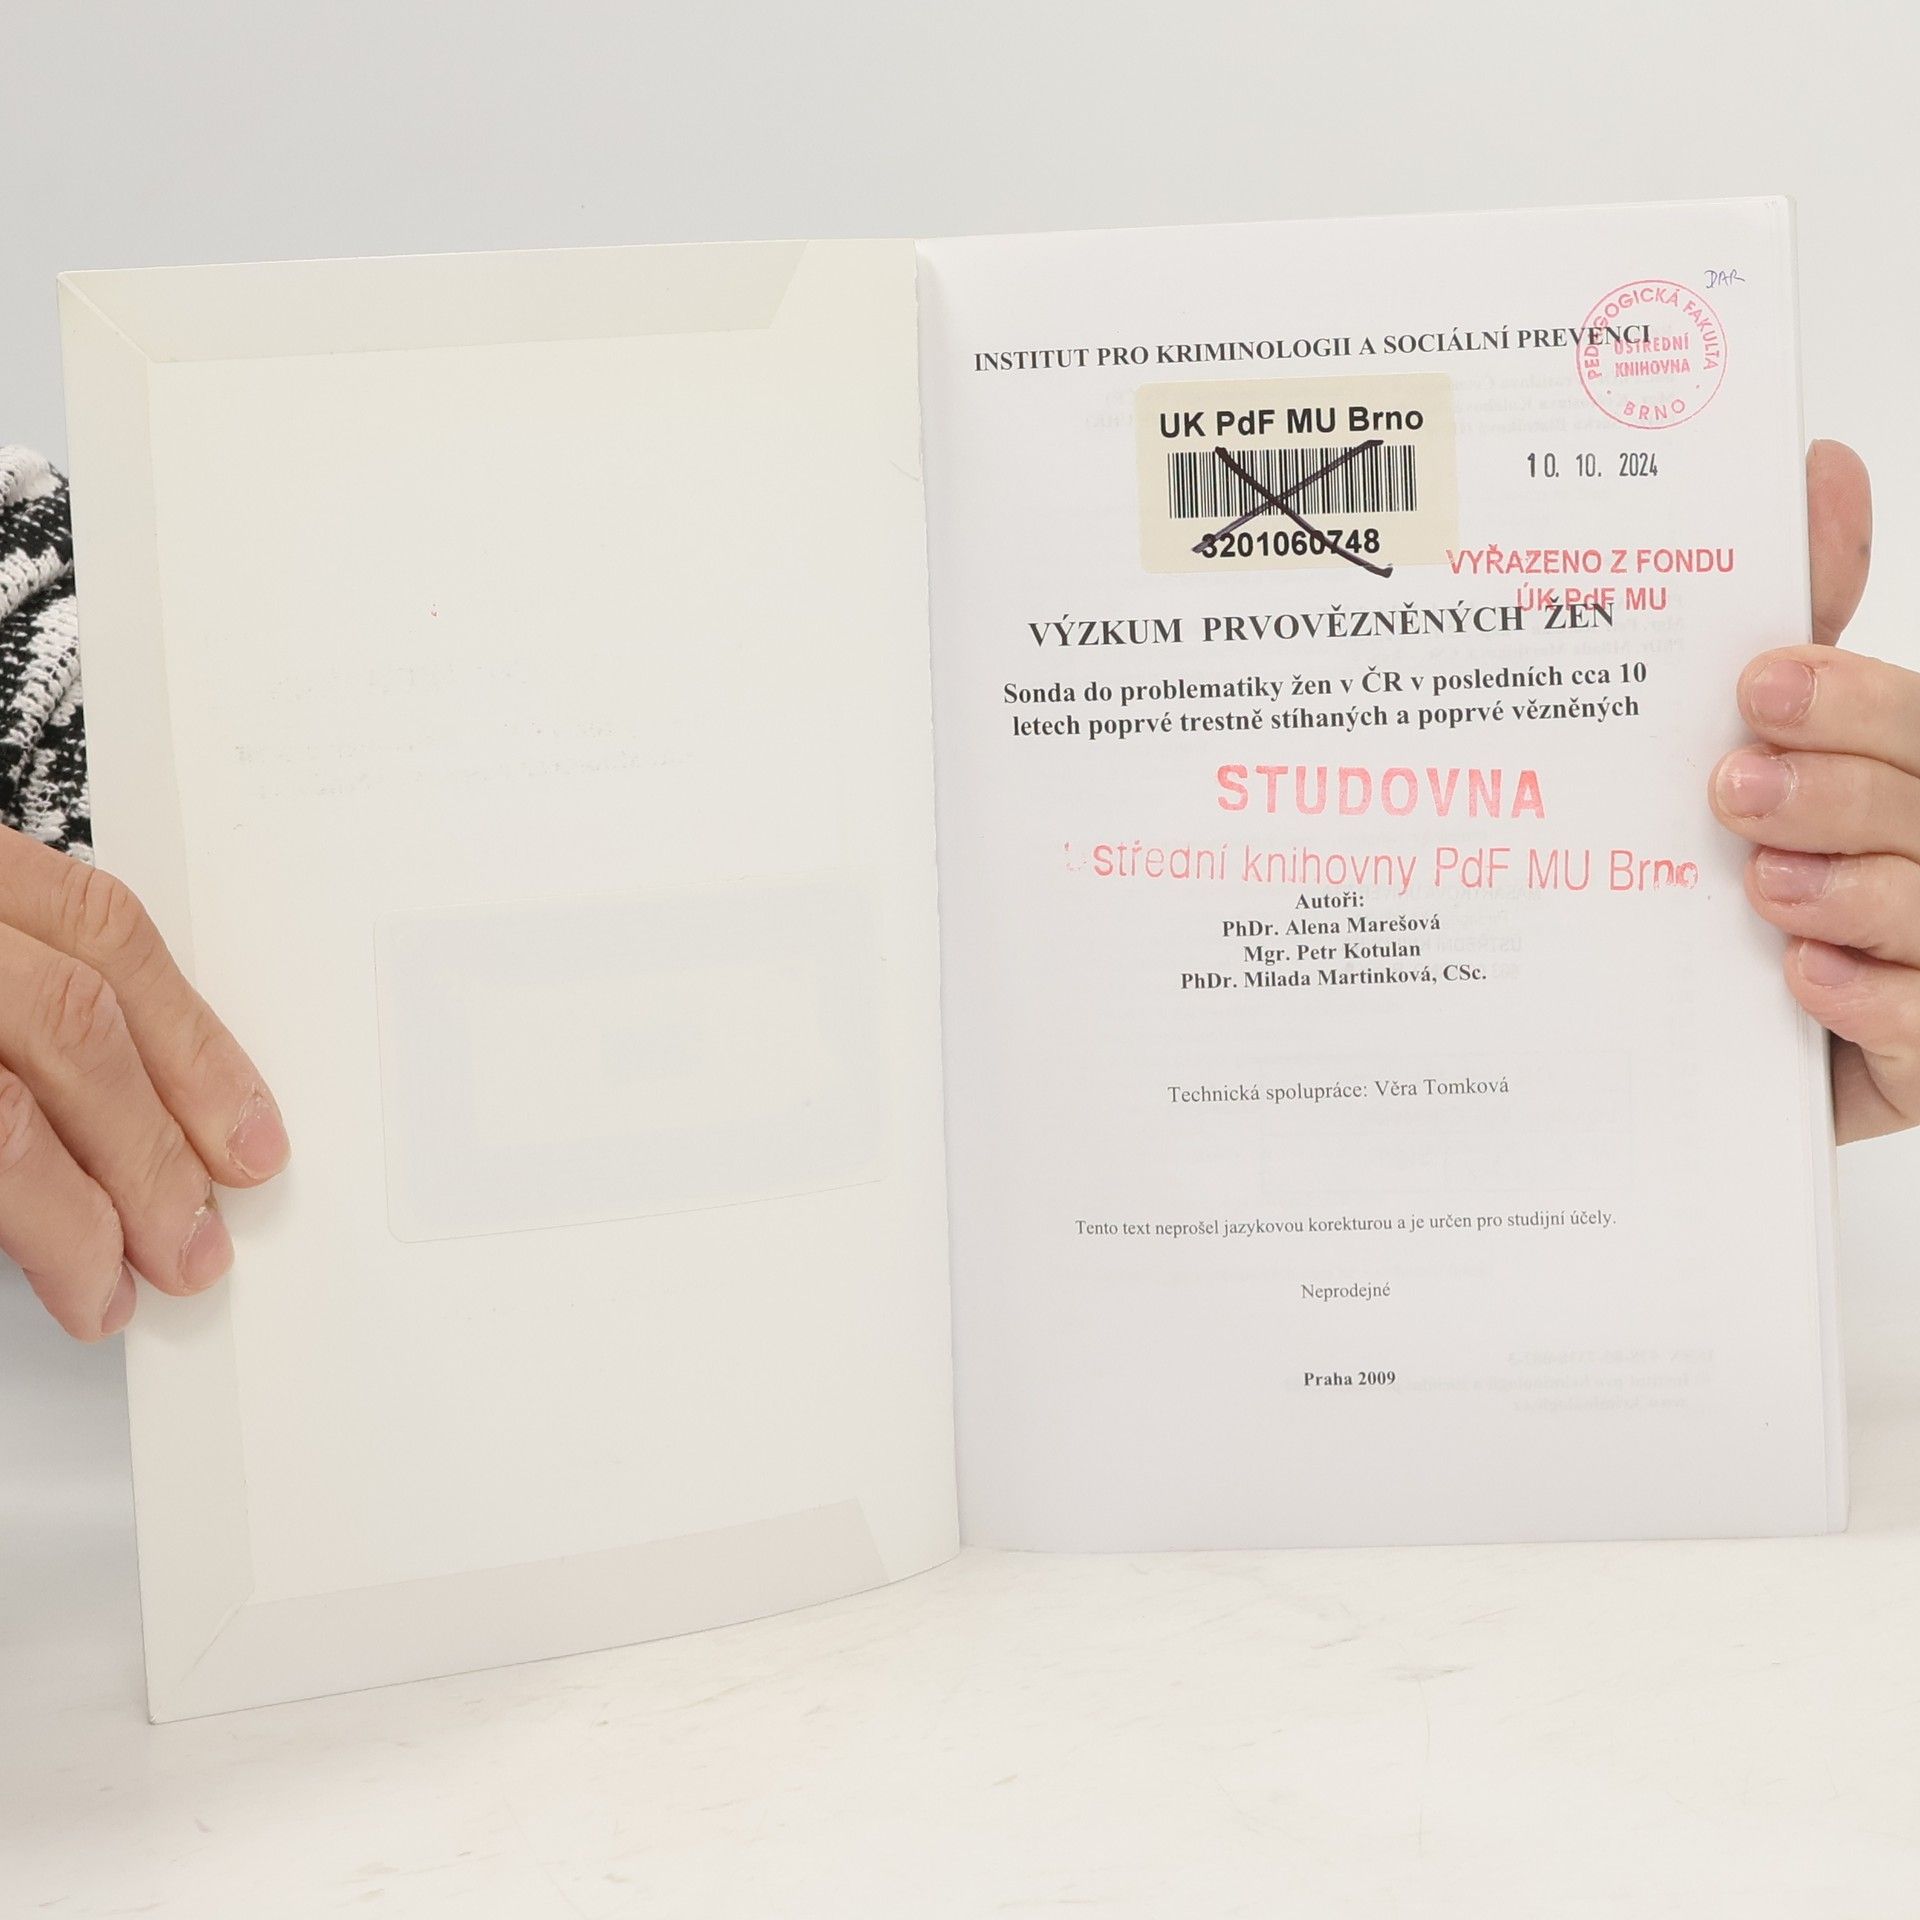 DAR
INSTITUT PRO KRIMINOLOGII A SOCIÁLNÍ PREVENCI
PEDAGOGICKÁ FAKULTA
ÚSTŘEDNÍ
KNIHOVNA
BRNO
UK PdF MU Brno
3201060748
10. 10. 2024
VYŘAZENO Z FONDU
ÚK PdF MU
VÝZKUM PRVOVĚZNĚNÝCH ŽEN
Sonda do problematiky žen v ČR v posledních cca 10
letech poprvé trestně stíhaných a poprvé vězněných
STUDOVNA
střední knihovny PdF MU Brno
Autoři:
PhDr. Alena Marešová
Mgr. Petr Kotulan
PhDr. Milada Martinková, CSc.
Technická spolupráce: Věra Tomková
Tento text neprošel jazykovou korekturou a je určen pro studijní účely.
Neprodejné
Praha 2009